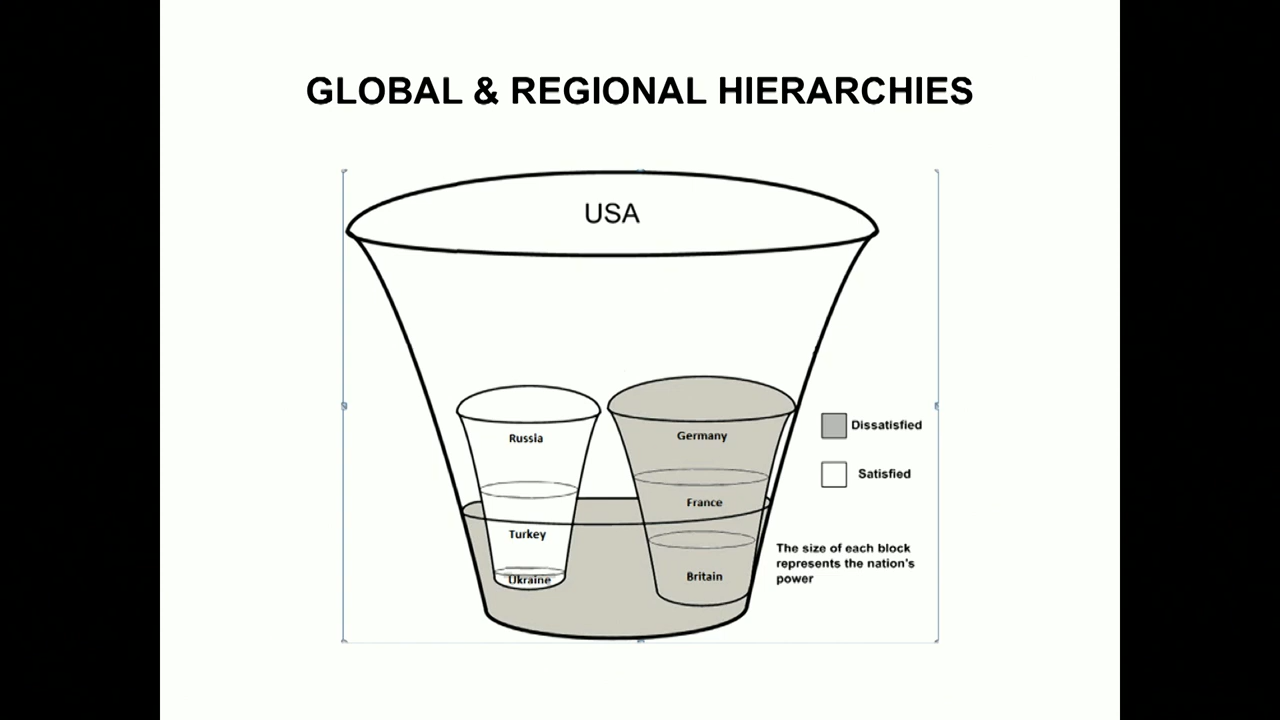 GLOBAL & REGIONAL HIERARCHIES
USA
Russia
Germany
Turkey
France
Ukraine
Britain
Dissatisfied
Satisfied
The size of each block
represents the nation's
power